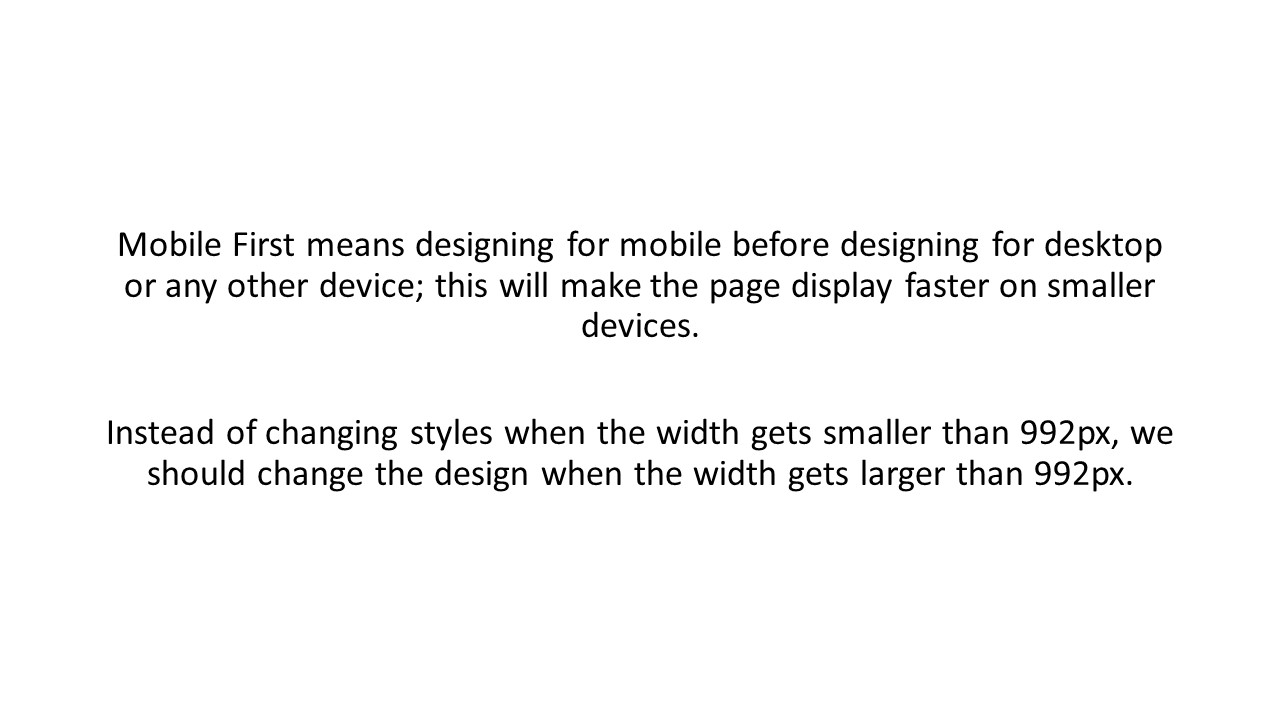 Mobile First means designing for mobile before designing for desktop
or any other device; this will make the page display faster on smaller
devices.
Instead of changing styles when the width gets smaller than 992px, we
should change the design when the width gets larger than 992px.